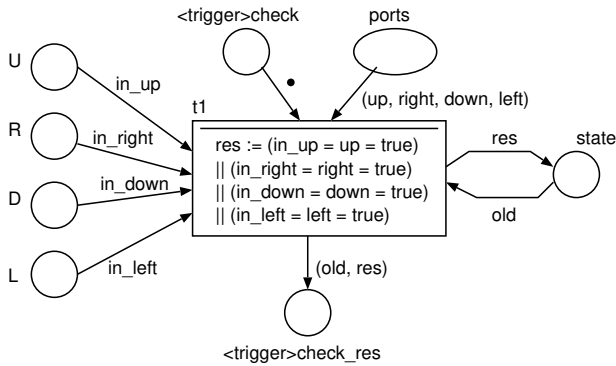 <trigger>check
ports
U
in_up
(up, right, down, left)
t1
R
in_right
res := (in_up = up = true)
|| (in_right = right = true)
|| (in_down = down = true)
|| (in_left = left = true)
res
state
D
in_down
old
L
in_left
(old, res)
<trigger>check_res